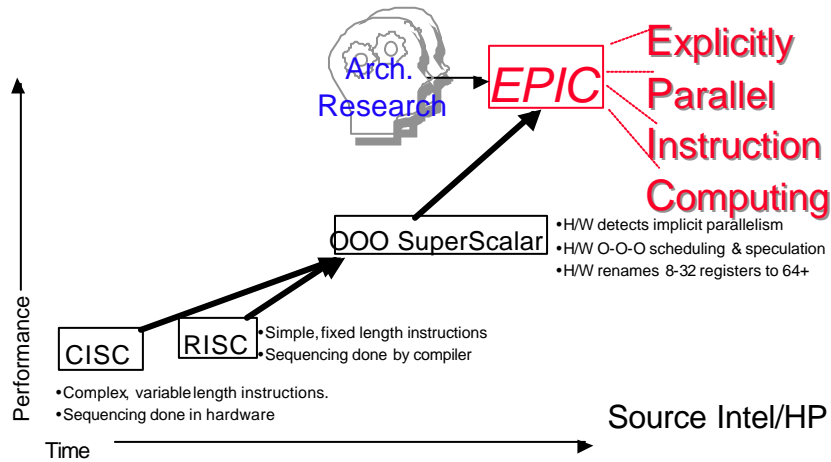 Explicitly
Arch.
Research
EPIC
Parallel
Instruction
Computing
OOO SuperScalar
•H/W detects implicit parallelism
•H/W O-O-O scheduling & speculation
•H/W renames 8-32 registers to 64+
Performance
CISC
RISC
•Simple, fixed length instructions
•Sequencing done by compiler
•Complex, variable length instructions.
•Sequencing done in hardware
Source Intel/HP
Time